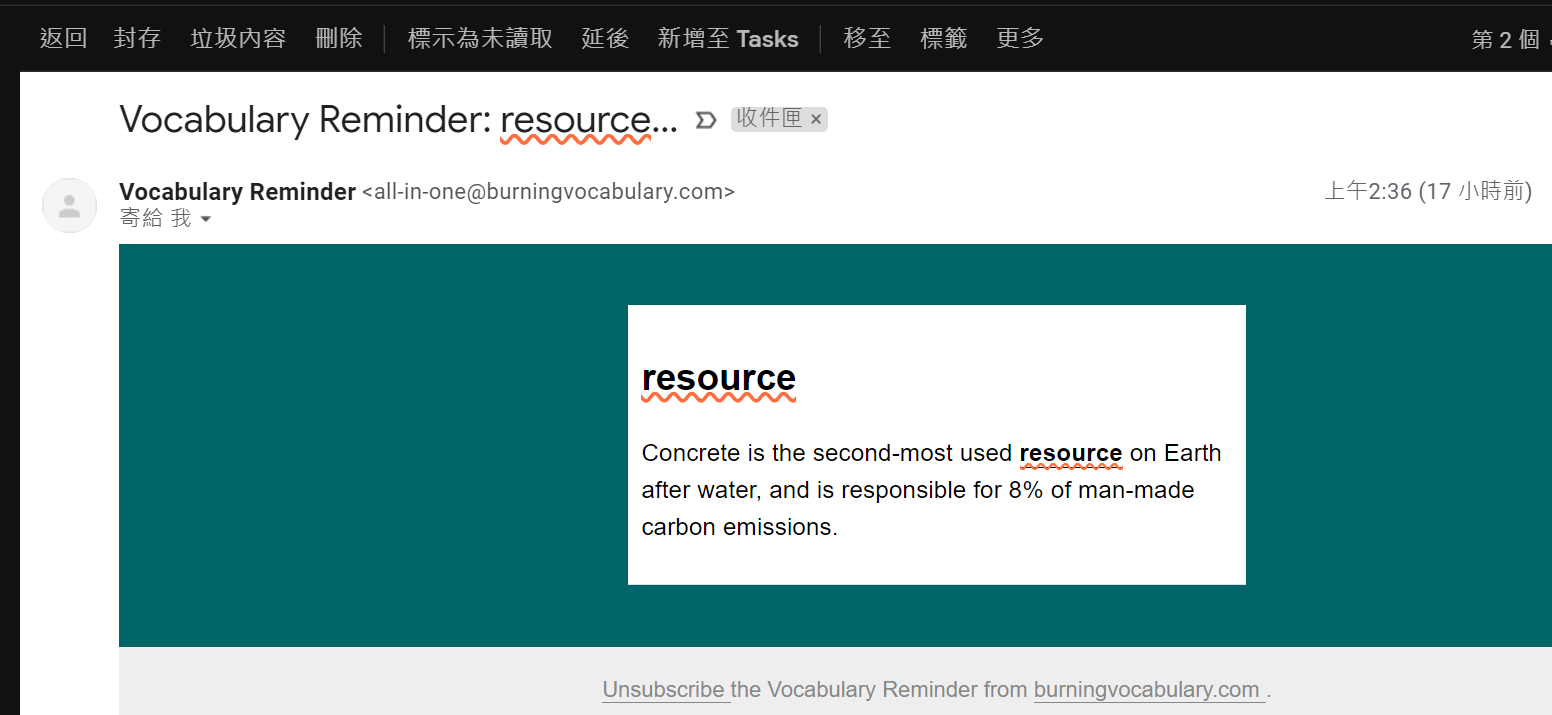 返回 封存 垃圾內容 刪除 標示為未讀取 延後 新增至 Tasks 移至 標籤 更多 第 2 個
Vocabulary Reminder: resource... 收件匣 ×
Vocabulary Reminder <all-in-one@burningvocabulary.com> 上午2:36 (17 小時前)
寄給 我
resource
Concrete is the second-most used resource on Earth
after water, and is responsible for 8% of man-made
carbon emissions.
Unsubscribe the Vocabulary Reminder from burningvocabulary.com .